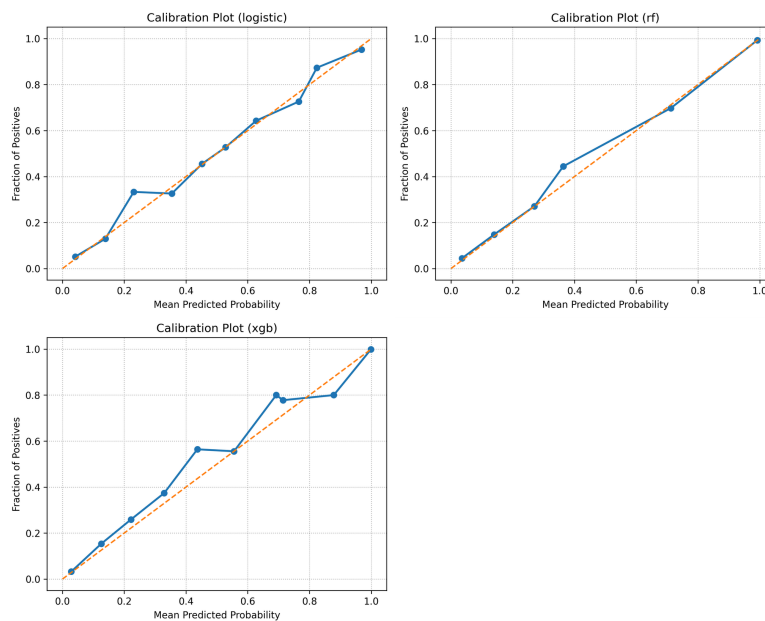 Calibration Plot (logistic)
1.0
0.8
0.6
0.4
0.2
0.0
Fraction of Positives
0.0 0.2 0.4 0.6 0.8 1.0
Mean Predicted Probability
Calibration Plot (rf)
1.0
0.8
0.6
0.4
0.2
0.0
Fraction of Positives
0.0 0.2 0.4 0.6 0.8 1.0
Mean Predicted Probability
Calibration Plot (xgb)
1.0
0.8
0.6
0.4
0.2
0.0
Fraction of Positives
0.0 0.2 0.4 0.6 0.8 1.0
Mean Predicted Probability